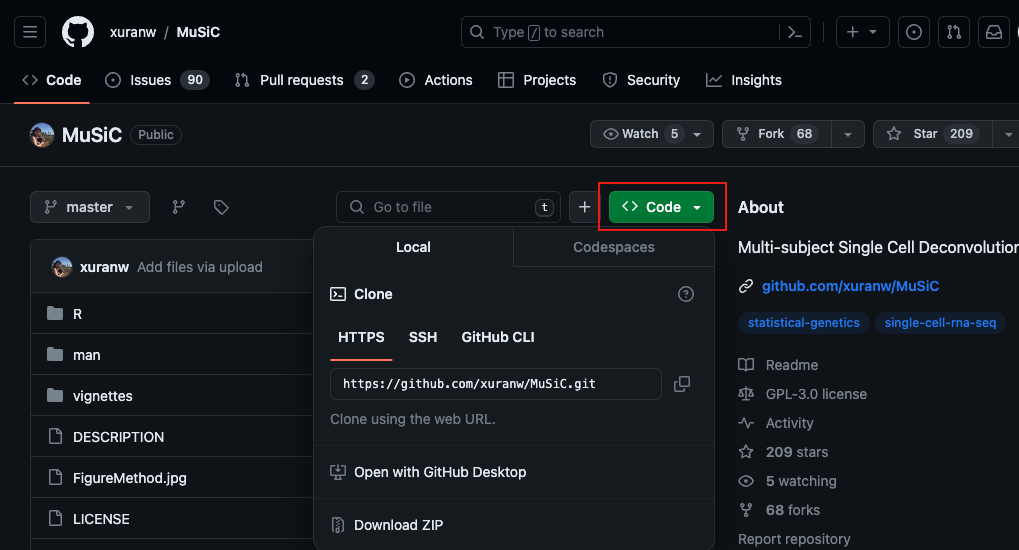 xuranw / MuSiC
Type / to search
Code
Issues 90
Pull requests 2
Actions
Projects
Security
Insights
MuSiC Public
Watch 5
Fork 68
Star 209
master
Go to file t
Code
About
Local
Codespaces
Multi-subject Single Cell Deconvolution
xuranw Add files via upload
Clone
github.com/xuranw/MuSiC
R
HTTPS
SSH
GitHub CLI
statistical-genetics
single-cell-rna-seq
man
https://github.com/xuranw/MuSiC.git
Readme
vignettes
Clone using the web URL.
GPL-3.0 license
Activity
DESCRIPTION
209 stars
FigureMethod.jpg
Open with GitHub Desktop
5 watching
68 forks
LICENSE
Download ZIP
Report repository